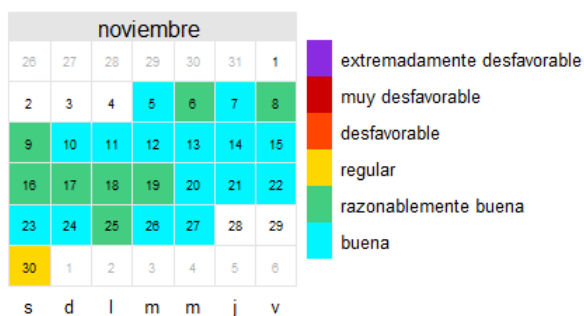 noviembre
26 27 28 29 30 31 1
2 3 4 5 6 7 8
9 10 11 12 13 14 15
16 17 18 19 20 21 22
23 24 25 26 27 28 29
30 1 2 3 4 5 6
s d l m m j v
extremadamente desfavorable
muy desfavorable
desfavorable
regular
razonablemente buena
buena